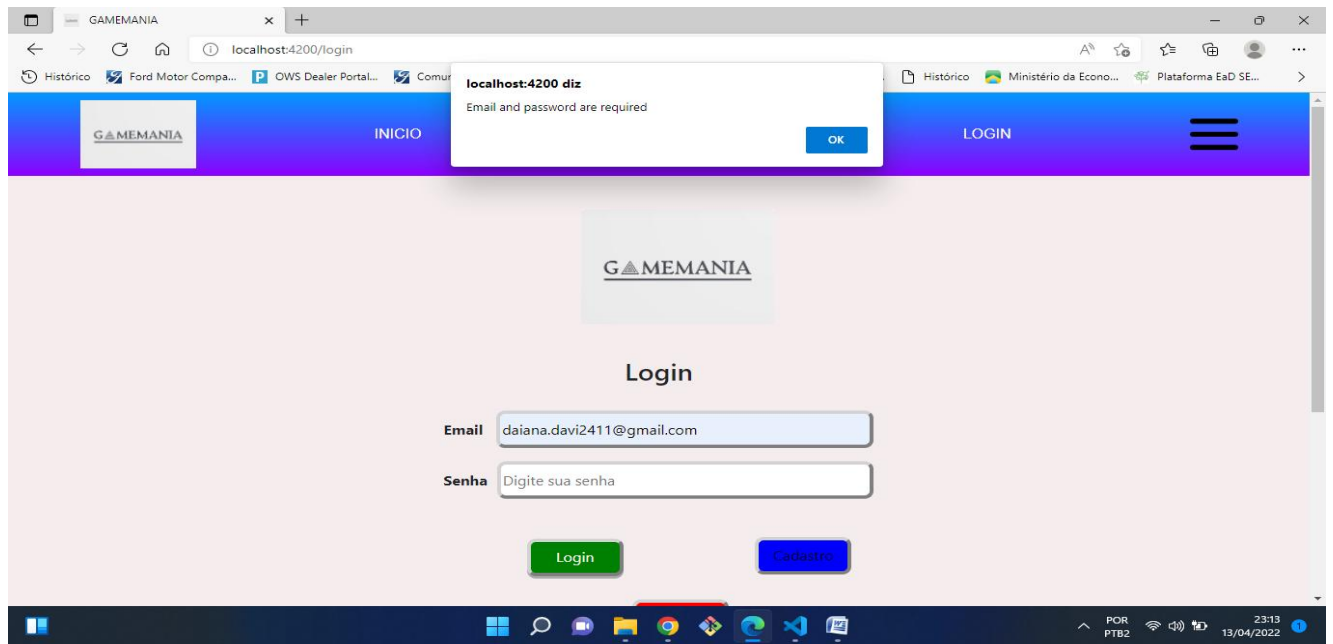 GAMEMANIA
localhost:4200/login
Histórico
Ford Motor Compa...
OWS Dealer Portal...
Comur
Histórico
Ministério da Econo...
Plataforma EaD SE...
localhost:4200 diz
Email and password are required
OK
GAMEMANIA
INICIO
LOGIN
GAMEMANIA
Login
Email
daiana.davi2411@gmail.com
Senha
Digite sua senha
Login
Cadastro
POR
PTB2
23:13
13/04/2022
1